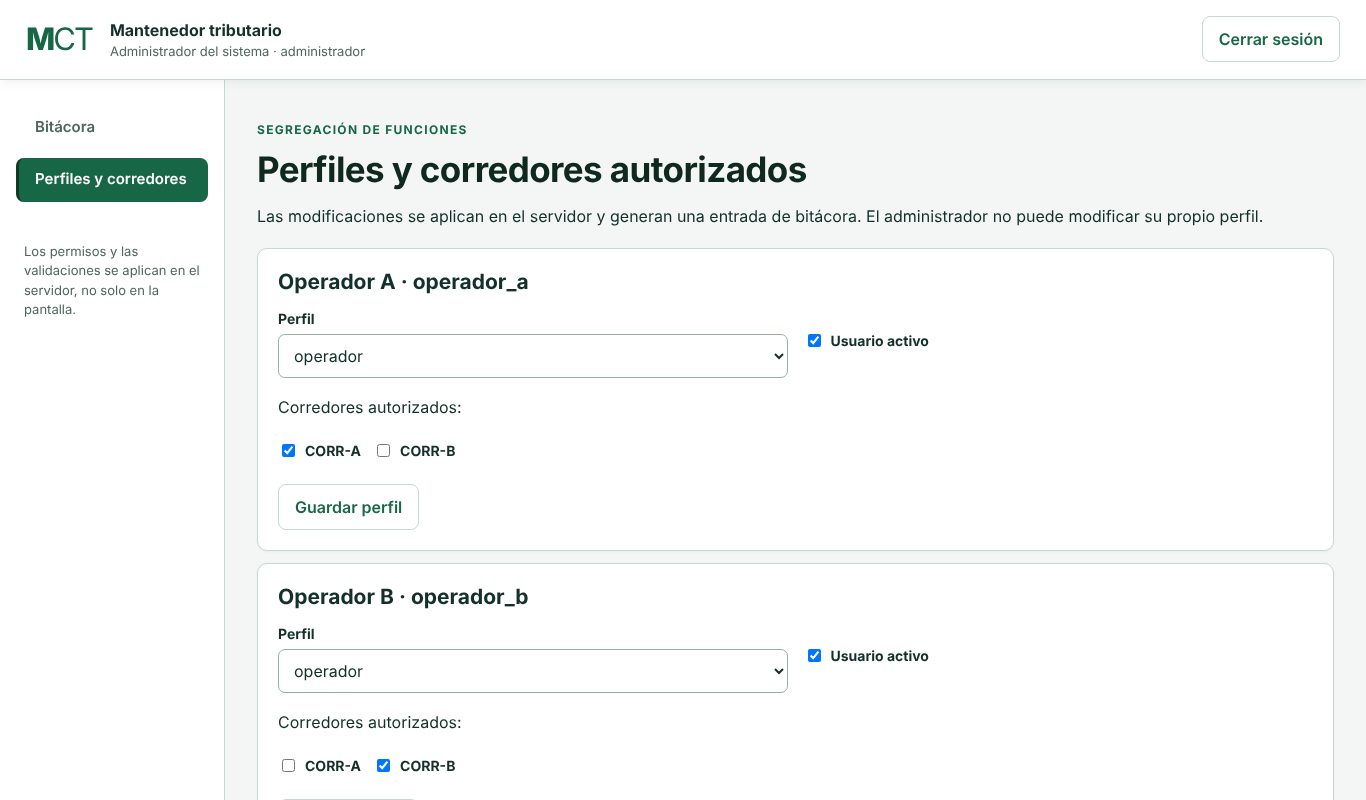 MCT
Mantenedor tributario
Administrador del sistema · administrador
Cerrar sesión
Bitácora
Perfiles y corredores
Los permisos y las
validaciones se aplican en el
servidor, no solo en la
pantalla.
SEGREGACIÓN DE FUNCIONES
Perfiles y corredores autorizados
Las modificaciones se aplican en el servidor y generan una entrada de bitácora. El administrador no puede modificar su propio perfil.
Operador A · operador_a
Perfil
operador
Usuario activo
Corredores autorizados:
CORR-A CORR-B
Guardar perfil
Operador B · operador_b
Perfil
operador
Usuario activo
Corredores autorizados:
CORR-A CORR-B